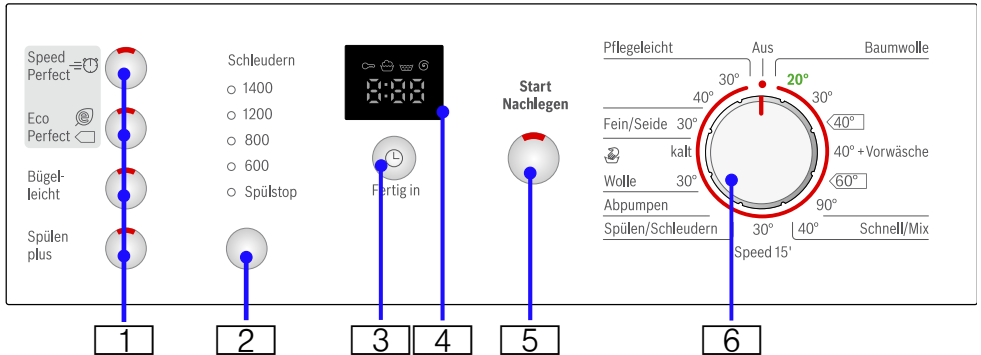 Speed
Perfect
Eco
Perfect
Bügel-
leicht
Spülen
plus
Schleudern
1400
1200
800
600
Spülstop
8:88
Fertig in
Start
Nachlegen
Pflegeleicht Aus Baumwolle
30° 20°
40° 30°
Fein/Seide 30° 40°
kalt 40° + Vorwäsche
Wolle 30° 60°
Abpumpen 90°
Spülen/Schleudern 30° 40° Schnell/Mix
Speed 15'
1 2 3 4 5 6